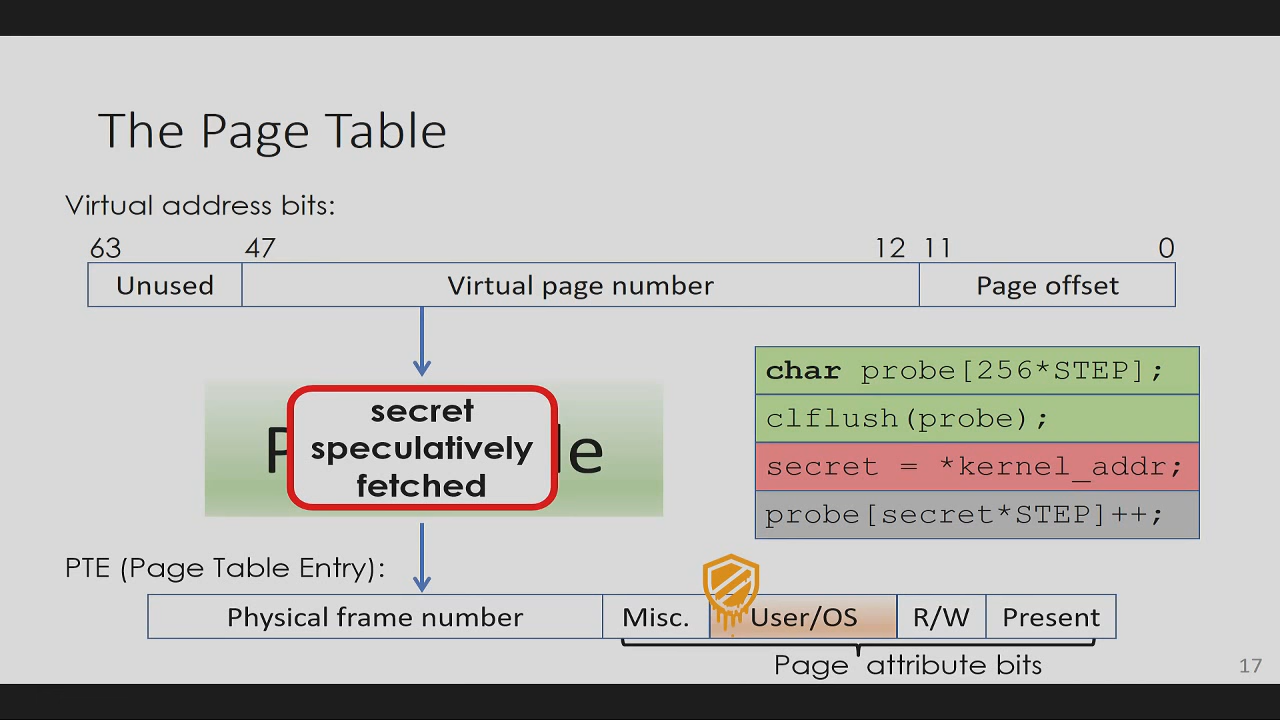 The Page Table
Virtual address bits:
63 47 12 11 0
Unused Virtual page number Page offset
char probe[256*STEP];
clflush(probe);
secret = *kernel_addr;
probe[secret*STEP]++;
secret
speculatively
fetched
PTE (Page Table Entry):
Physical frame number Misc. User/OS R/W Present
Page attribute bits
17